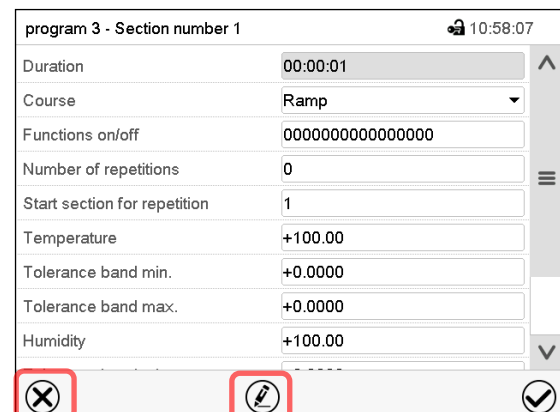 program 3 - Section number 1 10:58:07
Duration 00:00:01
Course Ramp
Functions on/off 0000000000000000
Number of repetitions 0
Start section for repetition 1
Temperature +100.00
Tolerance band min. +0.0000
Tolerance band max. +0.0000
Humidity +100.00